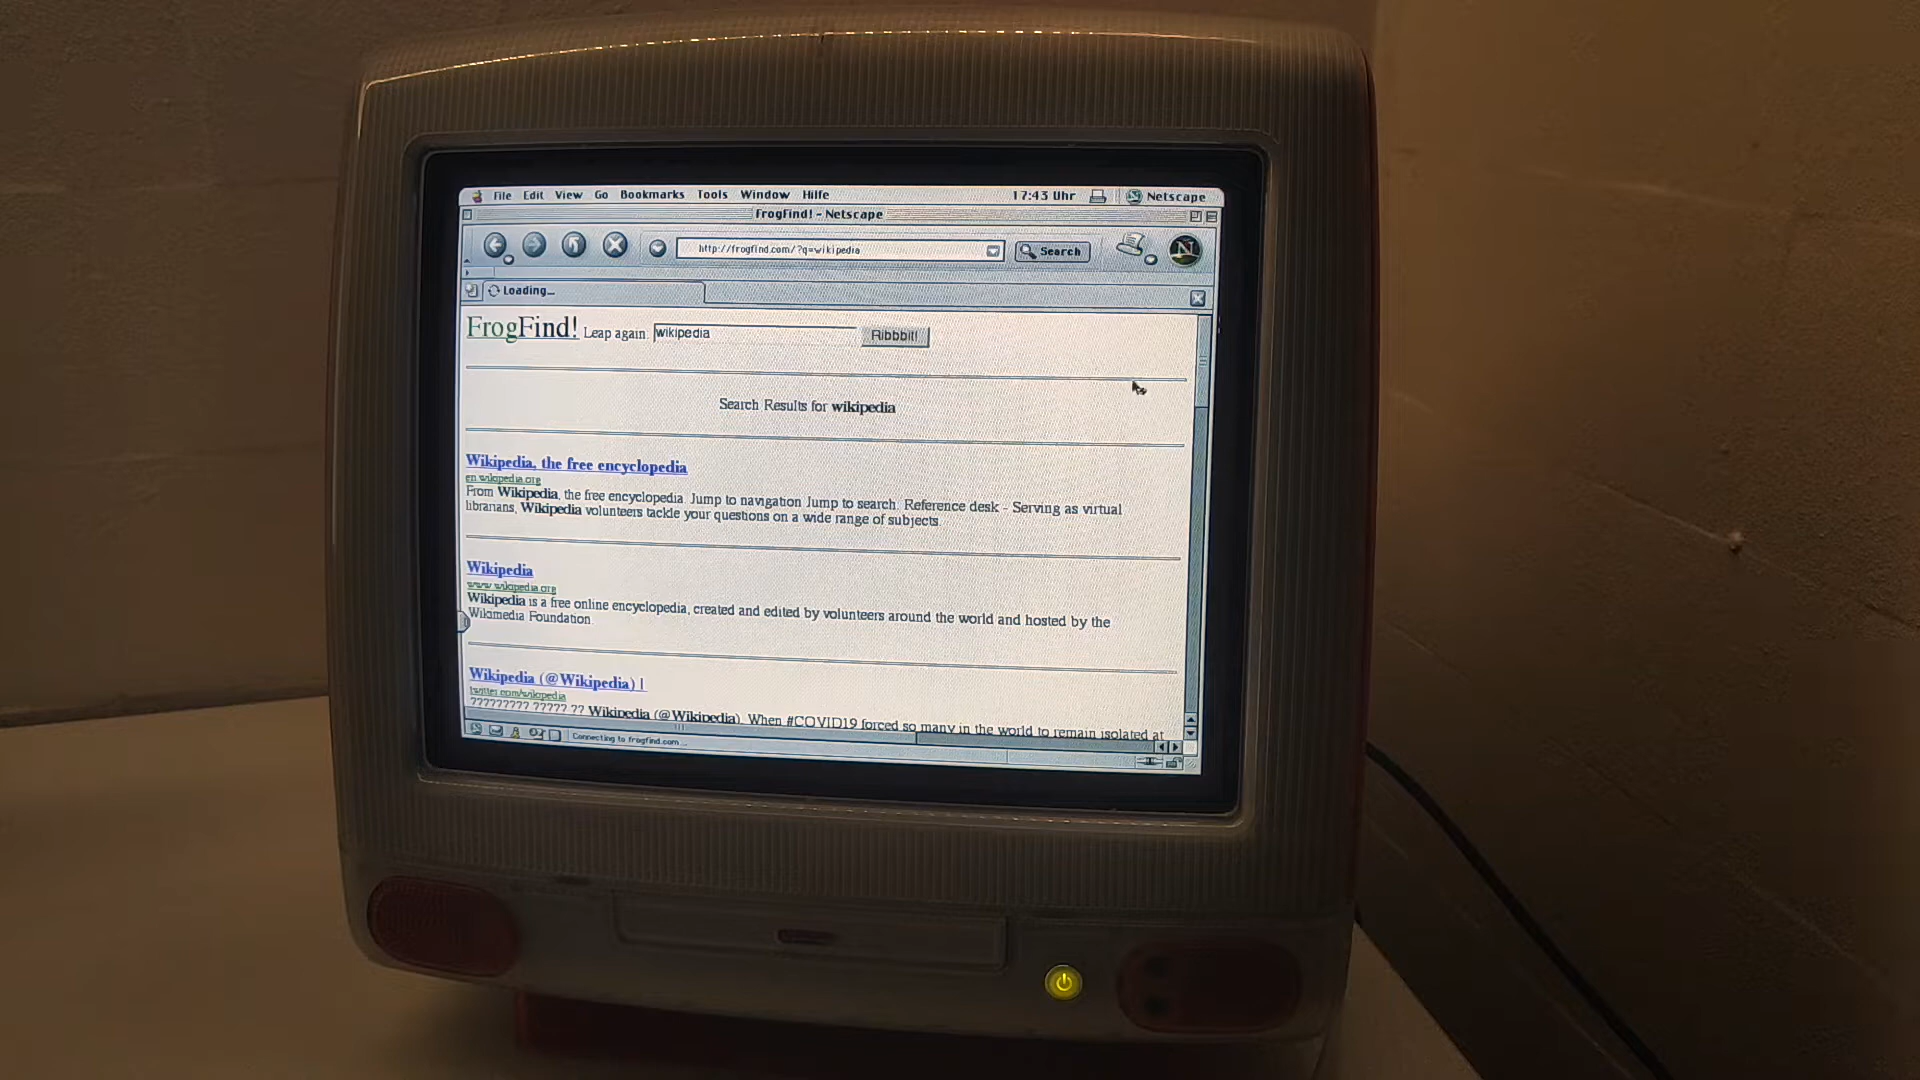 File Edit View Go Bookmarks Tools Window Hilfe 17:43 Uhr Netscape
FrogFind! - Netscape
http://frogfind.com/?q=wikipedia Search N
Loading...
FrogFind! Leap again: wikipedia Ribbbit!
Search Results for wikipedia
Wikipedia, the free encyclopedia
en.wikipedia.org
From Wikipedia, the free encyclopedia. Jump to navigation Jump to search. Reference desk - Serving as virtual
librarians, Wikipedia volunteers tackle your questions on a wide range of subjects.
Wikipedia
www.wikipedia.org
Wikipedia is a free online encyclopedia, created and edited by volunteers around the world and hosted by the
Wikimedia Foundation.
Wikipedia (@Wikipedia) |
twitter.com/wikipedia
????????? ????? ?? Wikipedia (@Wikipedia). When #COVID19 forced so many in the world to remain isolated at
Connecting to frogfind.com...